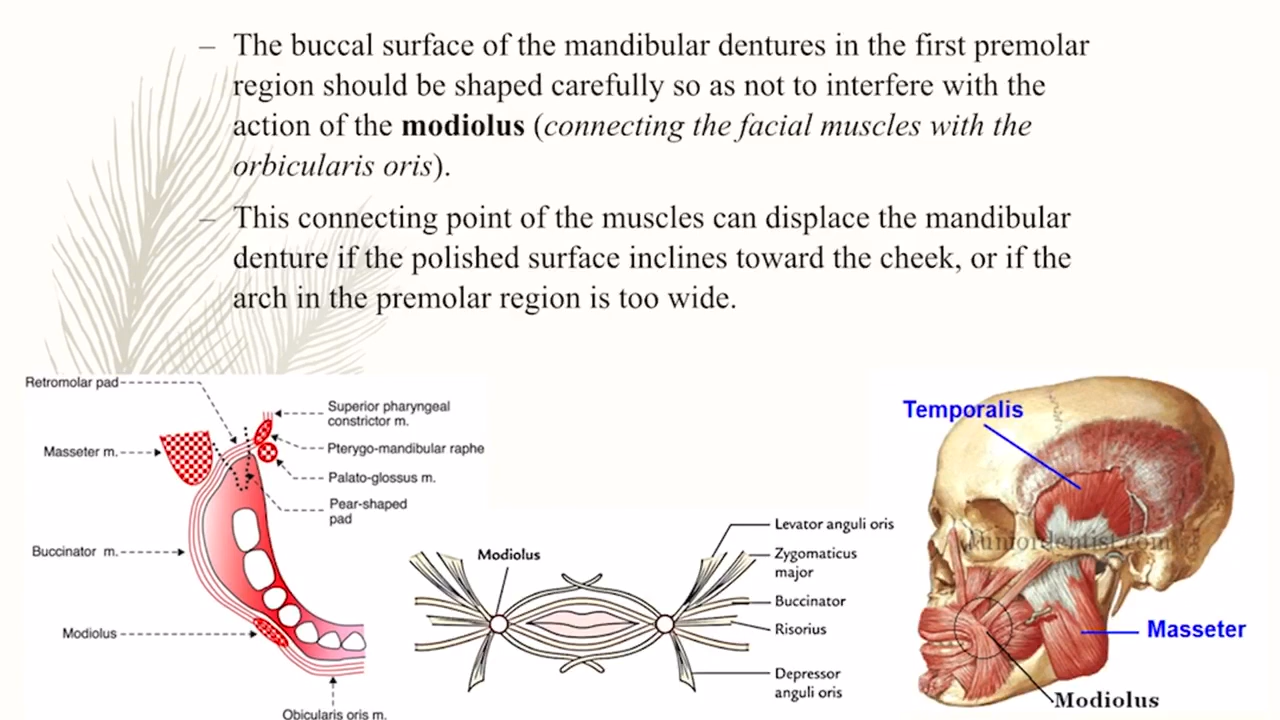 – The buccal surface of the mandibular dentures in the first premolar
region should be shaped carefully so as not to interfere with the
action of the modiolus (connecting the facial muscles with the
orbicularis oris).
– This connecting point of the muscles can displace the mandibular
denture if the polished surface inclines toward the cheek, or if the
arch in the premolar region is too wide.
Retromolar pad
Superior pharyngeal
constrictor m.
Masseter m.
Pterygo-mandibular raphe
Palato-glossus m.
Pear-shaped
pad
Buccinator m.
Modiolus
Obicularis oris m.
Modiolus
Levator anguli oris
Zygomaticus
major
Buccinator
Risorius
Depressor
anguli oris
Temporalis
Juniordentist.com
Masseter
Modiolus